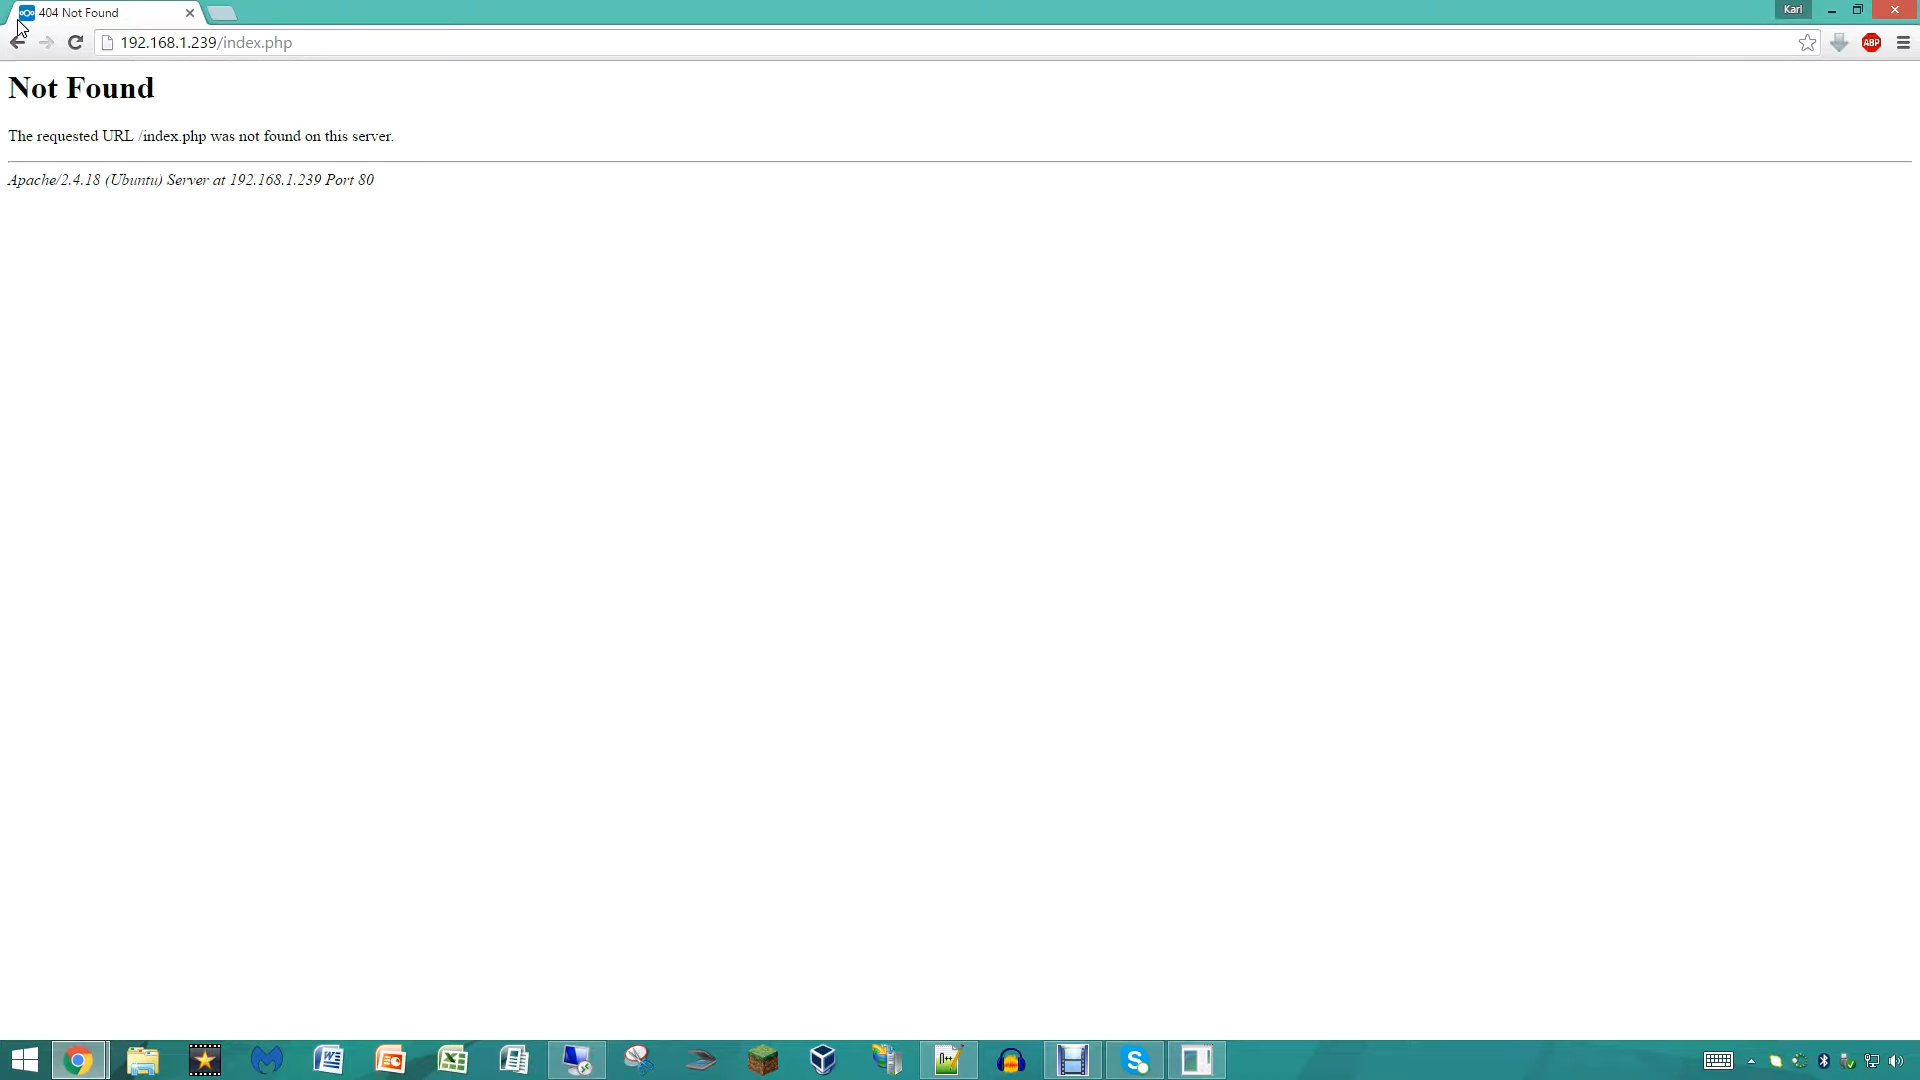 404 Not Found
Karl
192.168.1.239/index.php
ABP
Not Found
The requested URL /index.php was not found on this server.
Apache/2.4.18 (Ubuntu) Server at 192.168.1.239 Port 80